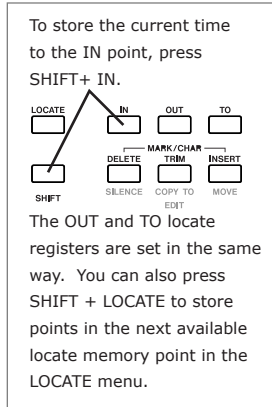 To store the current time
to the IN point, press
SHIFT+ IN.
LOCATE IN OUT TO
MARK/CHAR
DELETE TRIM INSERT
SHIFT SILENCE COPY TO MOVE
EDIT
The OUT and TO locate
registers are set in the same
way. You can also press
SHIFT + LOCATE to store
points in the next available
locate memory point in the
LOCATE menu.